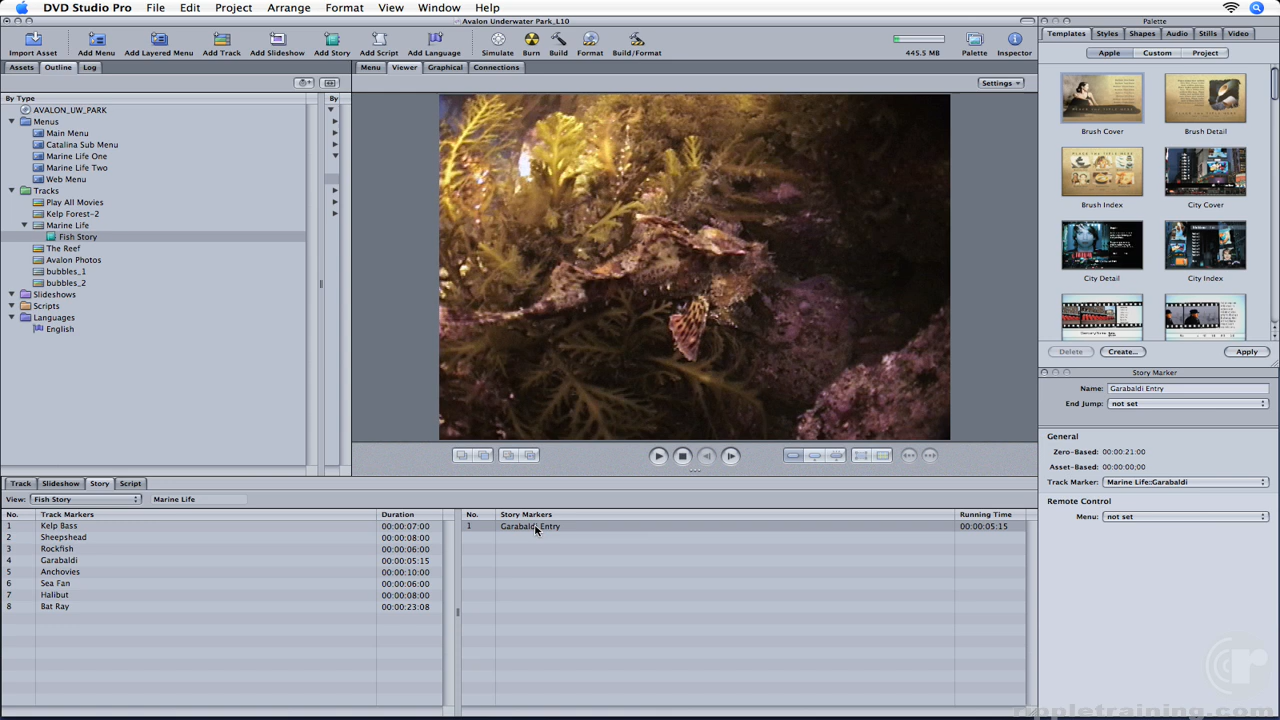 DVD Studio Pro File Edit Project Arrange Format View Window Help
Avalon Underwater Park_L10
Palette
Import Asset Add Menu Add Layered Menu Add Track Add Slideshow Add Story Add Script Add Language Simulate Burn Build Format Build/Format 445.5 MB Palette Inspector
Templates Styles Shapes Audio Stills Video
Assets Outline Log
Menu Viewer Graphical Connections
Apple Custom Project
Settings
By Type
By
AVALON_UW_PARK
Menus
Main Menu
Catalina Sub Menu
Marine Life One
Marine Life Two
Web Menu
Tracks
Play All Movies
Kelp Forest-2
Marine Life
Fish Story
The Reef
Avalon Photos
bubbles_1
bubbles_2
Slideshows
Scripts
Languages
English
Brush Cover Brush Detail
Brush Index City Cover
City Detail City Index
Delete Create... Apply
Story Marker
Name: Garabaldi Entry
End Jump: not set
General
Zero-Based: 00:00:21:00
Asset-Based: 00:00:00;00
Track Marker: Marine Life::Garabaldi
Remote Control
Menu: not set
Track Slideshow Story Script
View: Fish Story Marine Life
No. Track Markers Duration
1 Kelp Bass 00:00:07:00
2 Sheepshead 00:00:08:00
3 Rockfish 00:00:06:00
4 Garabaldi 00:00:05:15
5 Anchovies 00:00:10:00
6 Sea Fan 00:00:06:00
7 Halibut 00:00:08:00
8 Bat Ray 00:00:23:08
No. Story Markers Running Time
1 Garabaldi Entry 00:00:05:15
appletraining.com